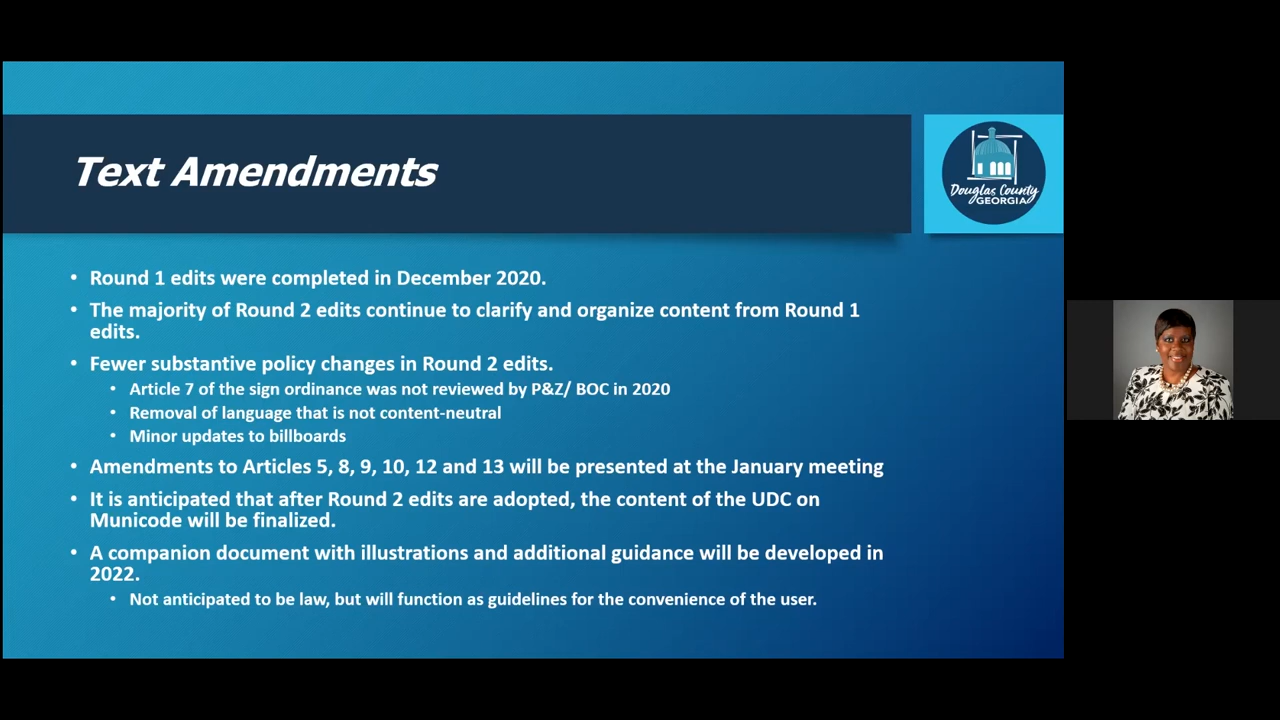 Text Amendments
Douglas County
GEORGIA
• Round 1 edits were completed in December 2020.
• The majority of Round 2 edits continue to clarify and organize content from Round 1
edits.
• Fewer substantive policy changes in Round 2 edits.
• Article 7 of the sign ordinance was not reviewed by P&Z/ BOC in 2020
• Removal of language that is not content-neutral
• Minor updates to billboards
• Amendments to Articles 5, 8, 9, 10, 12 and 13 will be presented at the January meeting
• It is anticipated that after Round 2 edits are adopted, the content of the UDC on
Municode will be finalized.
• A companion document with illustrations and additional guidance will be developed in
2022.
• Not anticipated to be law, but will function as guidelines for the convenience of the user.